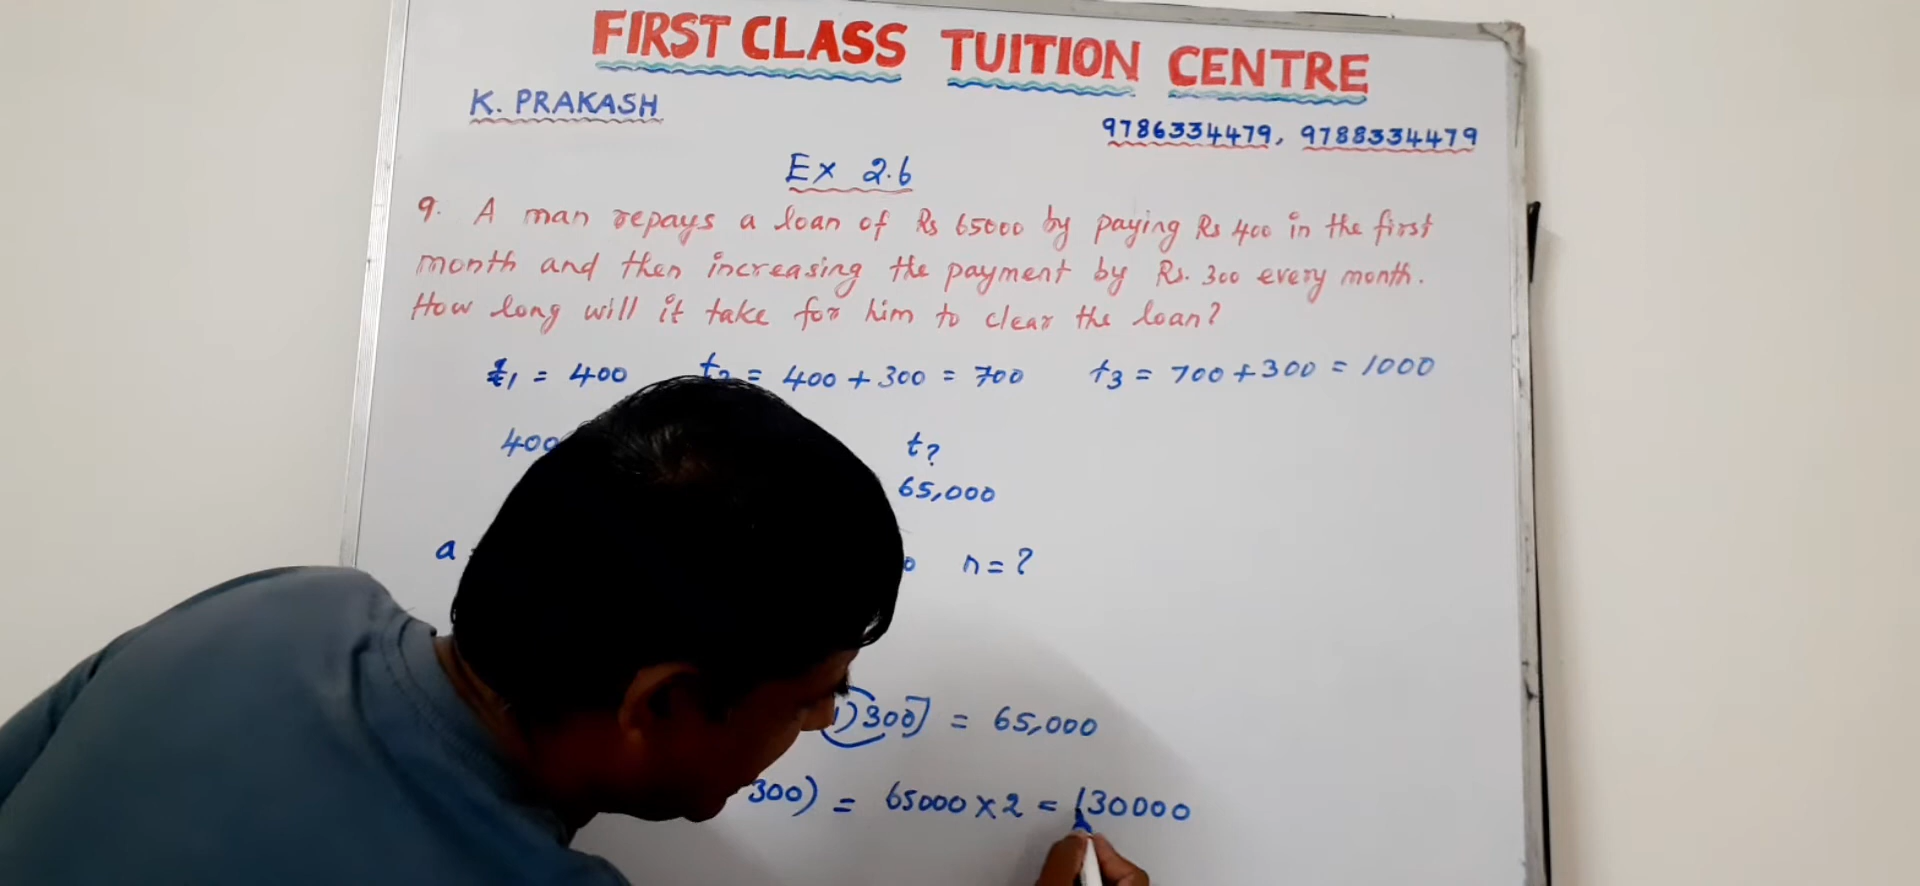 FIRST CLASS TUITION CENTRE
K. PRAKASH
9786334479, 9788334479
Ex 2.6
9. A man repays a loan of Rs 65000 by paying Rs 400 in the first
month and then increasing the payment by Rs. 300 every month.
How long will it take for him to clear the loan?
t1 = 400 t2 = 400 + 300 = 700 t3 = 700 + 300 = 1000
400 t?
65,000
a n = ?
1) 300] = 65,000
300) = 65000 × 2 = 130000